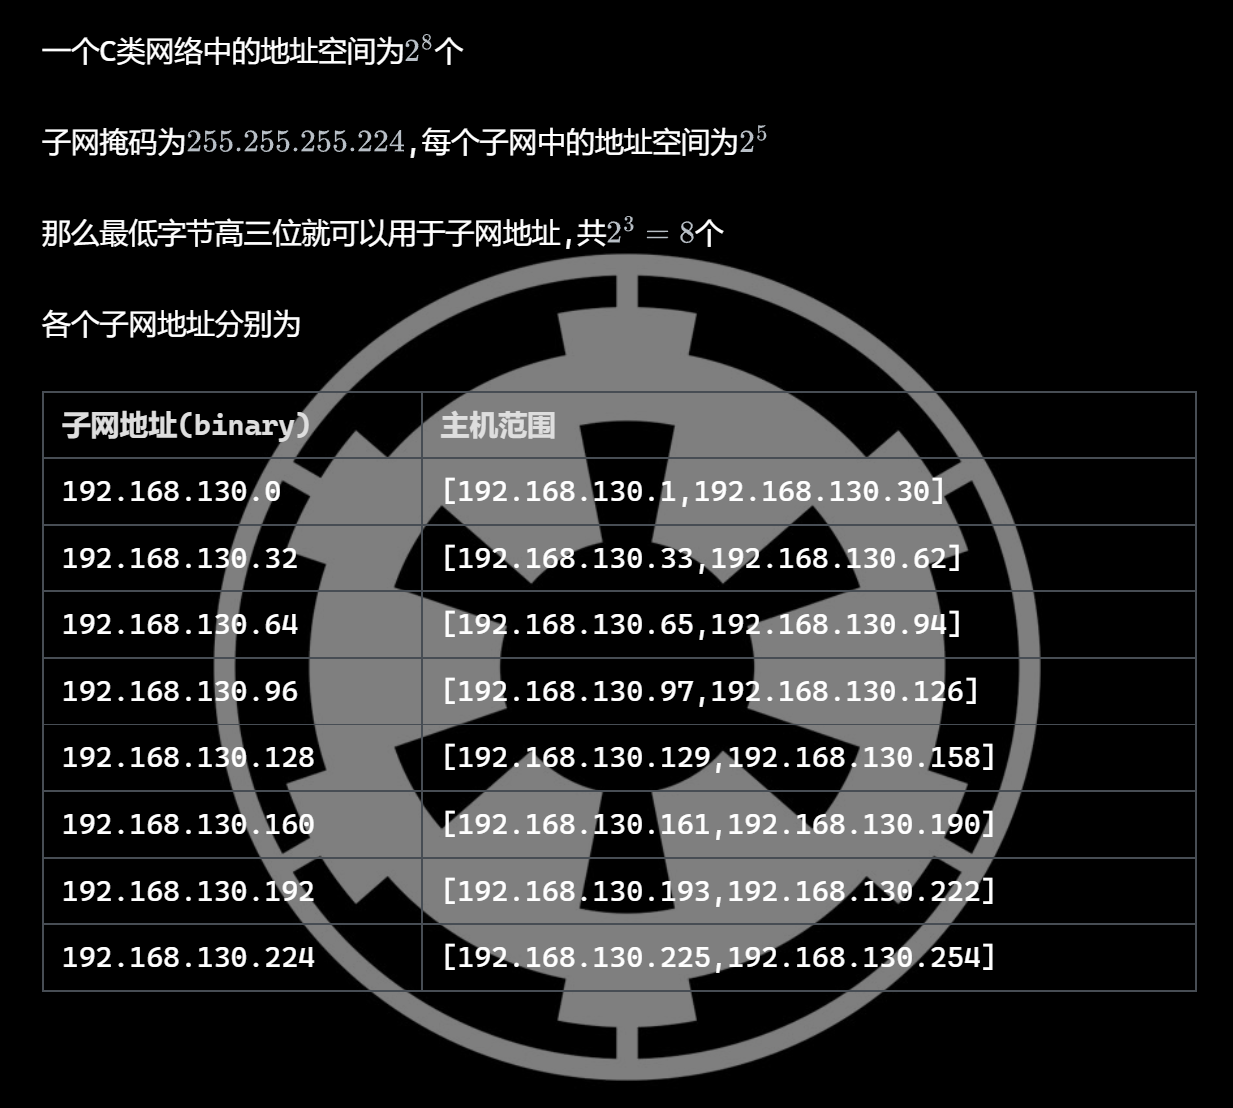 一个C类网络中的地址空间为2⁸个
子网掩码为255.255.255.224,每个子网中的地址空间为2⁵
那么最低字节高三位就可以用于子网地址,共2³ = 8个
各个子网地址分别为
子网地址(binary) 主机范围
192.168.130.0 [192.168.130.1,192.168.130.30]
192.168.130.32 [192.168.130.33,192.168.130.62]
192.168.130.64 [192.168.130.65,192.168.130.94]
192.168.130.96 [192.168.130.97,192.168.130.126]
192.168.130.128 [192.168.130.129,192.168.130.158]
192.168.130.160 [192.168.130.161,192.168.130.190]
192.168.130.192 [192.168.130.193,192.168.130.222]
192.168.130.224 [192.168.130.225,192.168.130.254]